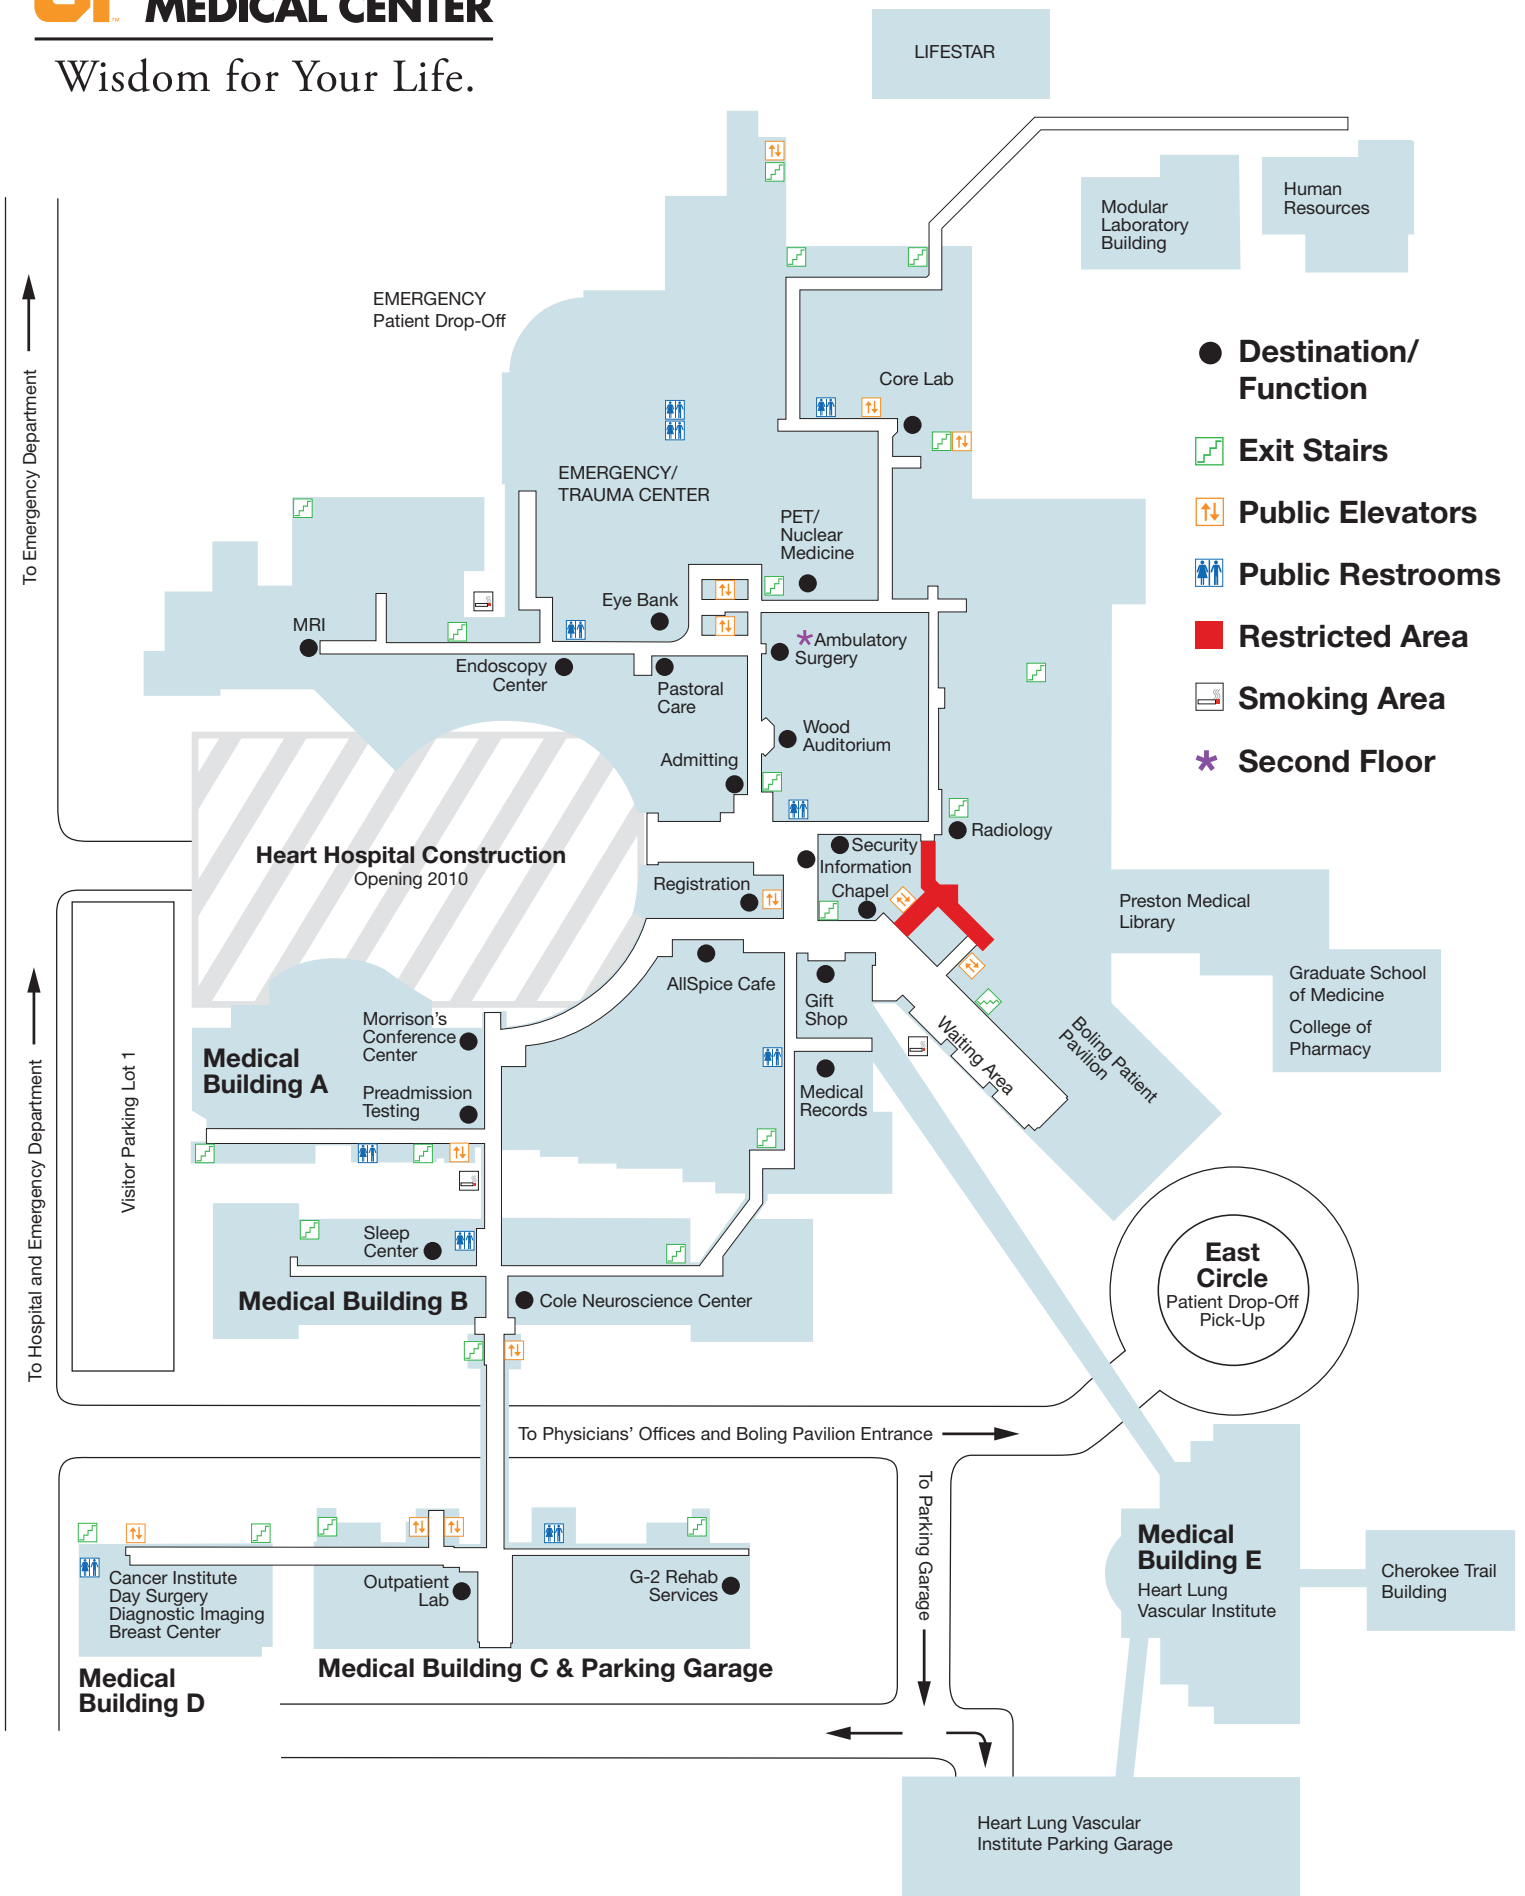 MEDICAL CENTER
Wisdom for Your Life.
LIFESTAR
Modular
Laboratory
Building
Human
Resources
EMERGENCY
Patient Drop-Off
Destination/
Function
Exit Stairs
Public Elevators
Public Restrooms
Restricted Area
Smoking Area
* Second Floor
Core Lab
To Emergency Department
EMERGENCY/
TRAUMA CENTER
PET/
Nuclear
Medicine
Eye Bank
MRI
*Ambulatory
Surgery
Endoscopy
Center
Pastoral
Care
Wood
Auditorium
Admitting
Heart Hospital Construction
Opening 2010
Radiology
Security
Information
Chapel
Registration
Preston Medical
Library
Graduate School
of Medicine
College of
Pharmacy
AllSpice Cafe
Gift
Shop
Waiting Area
Boling Patient
Pavilion
Morrison's
Conference
Center
Medical
Building A
Preadmission
Testing
Medical
Records
To Hospital and Emergency Department
Visitor Parking Lot 1
Sleep
Center
Medical Building B
Cole Neuroscience Center
East
Circle
Patient Drop-Off
Pick-Up
To Physicians' Offices and Boling Pavilion Entrance
To Parking Garage
Medical
Building E
Heart Lung
Vascular Institute
Cherokee Trail
Building
Cancer Institute
Day Surgery
Diagnostic Imaging
Breast Center
Medical
Building D
Outpatient
Lab
G-2 Rehab
Services
Medical Building C & Parking Garage
Heart Lung Vascular
Institute Parking Garage